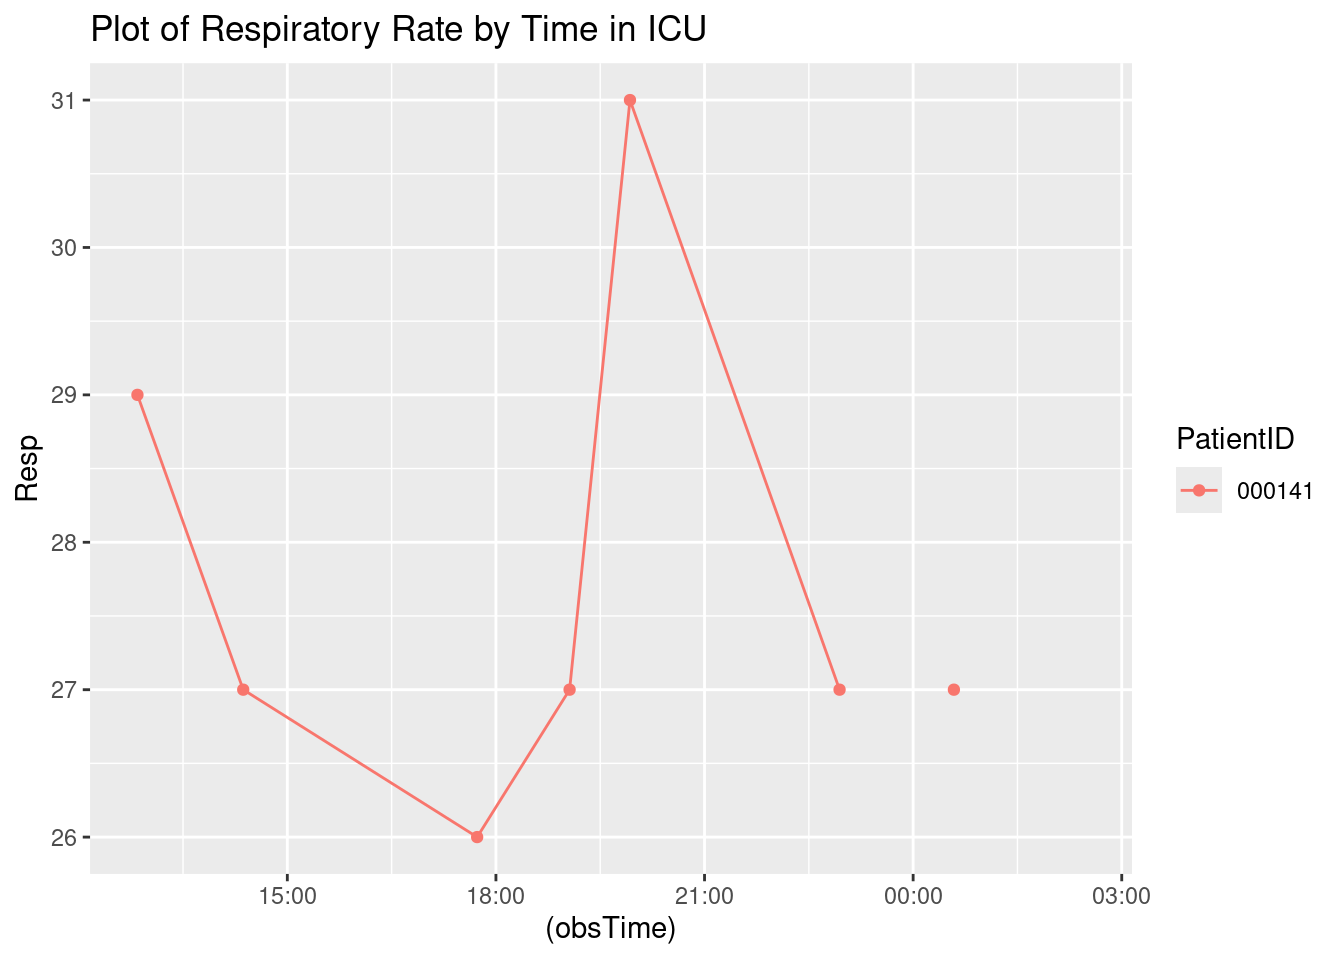 Plot of Respiratory Rate by Time in ICU
31
30
29
28
27
26
Resp
15:00 18:00 21:00 00:00 03:00
(obsTime)
PatientID
000141